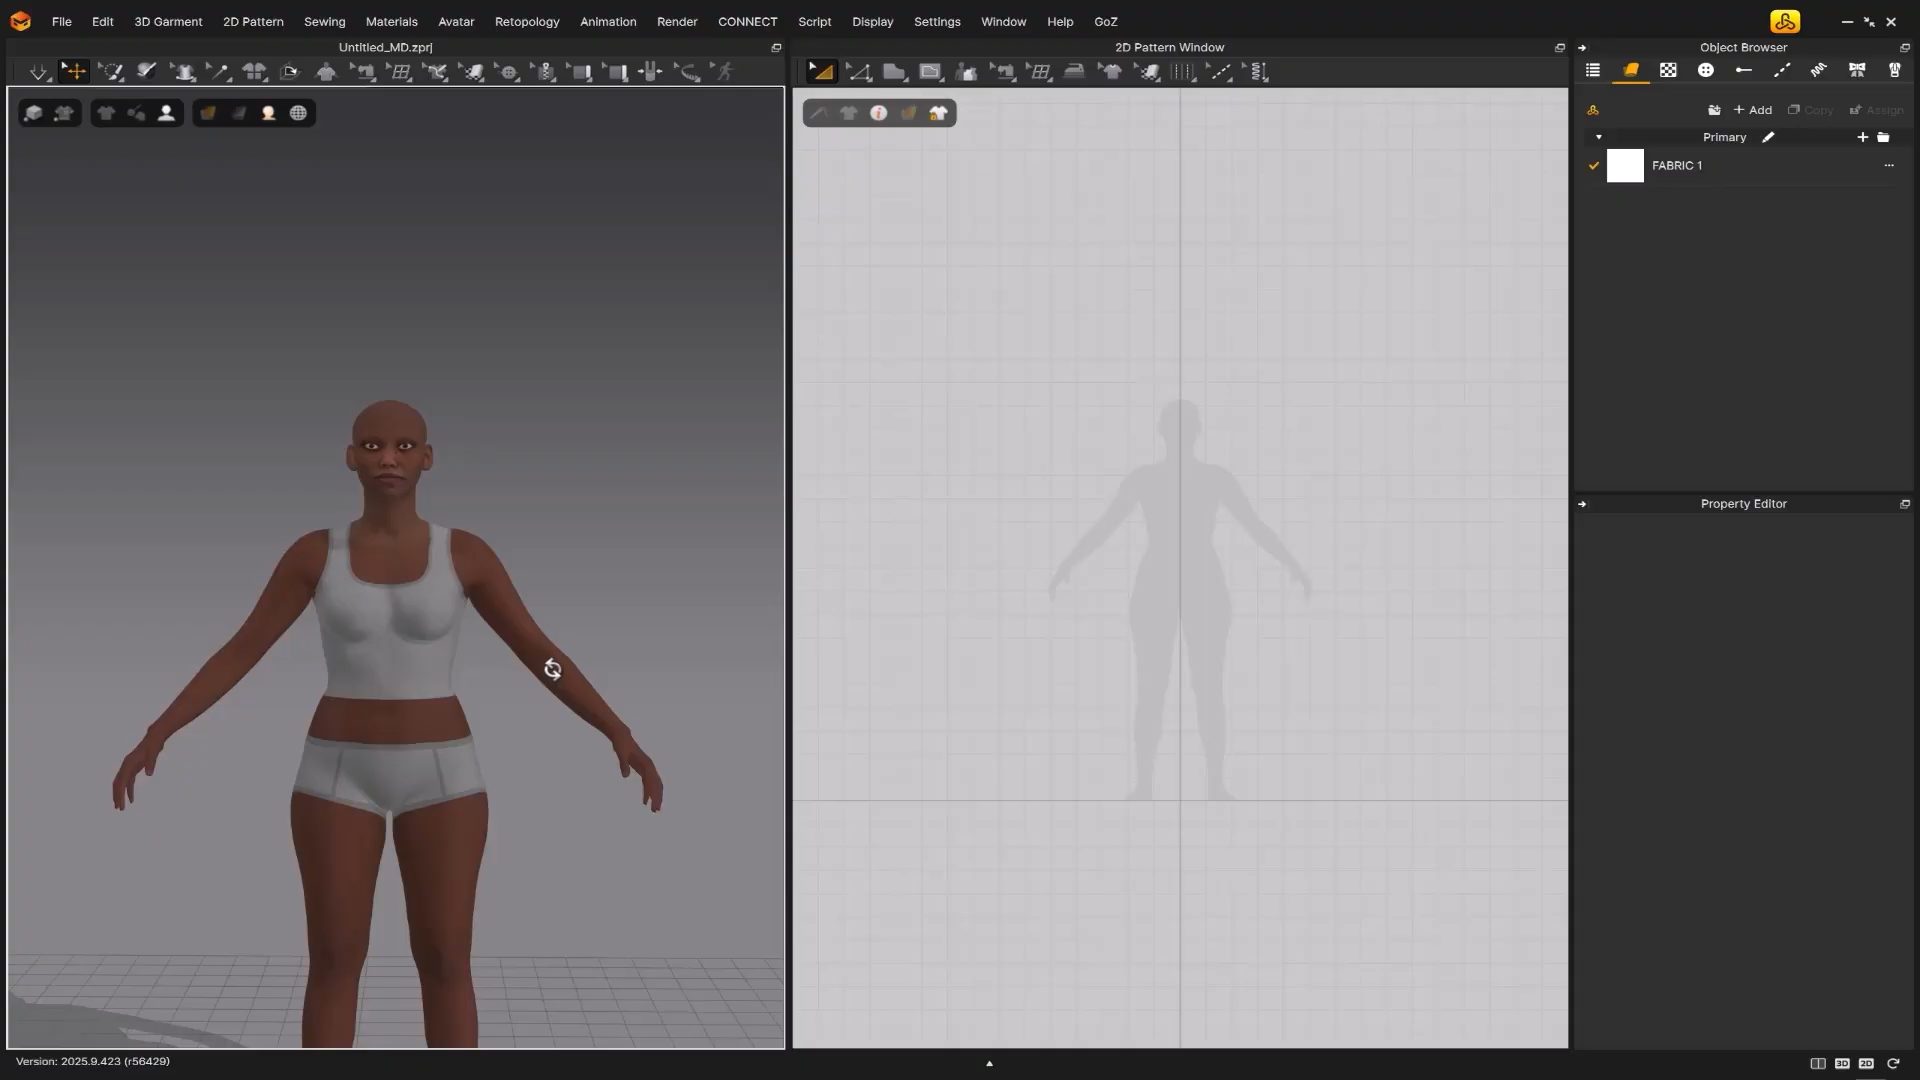 File Edit 3D Garment 2D Pattern Sewing Materials Avatar Retopology Animation Render CONNECT Script Display Settings Window Help GoZ
Untitled_MD.zprj
2D Pattern Window
Object Browser
+ Add Copy Assign
Primary
FABRIC 1
Property Editor
Version: 2025.9.423 (r56429)
3D 2D